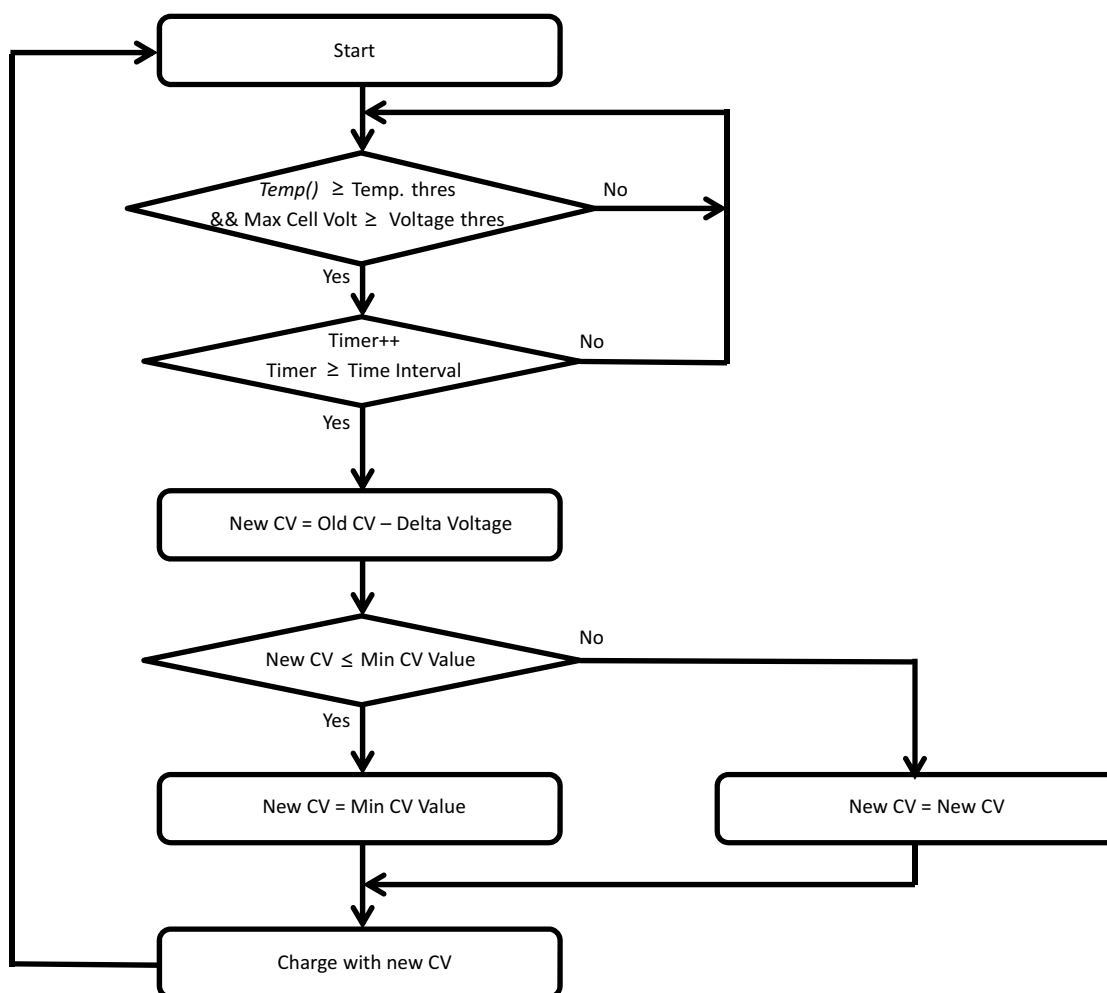 Start
Temp() ≥ Temp. thres
&& Max Cell Volt ≥ Voltage thres
No
Yes
Timer++
Timer ≥ Time Interval
No
Yes
New CV = Old CV – Delta Voltage
New CV ≤ Min CV Value
No
Yes
New CV = Min CV Value
New CV = New CV
Charge with new CV